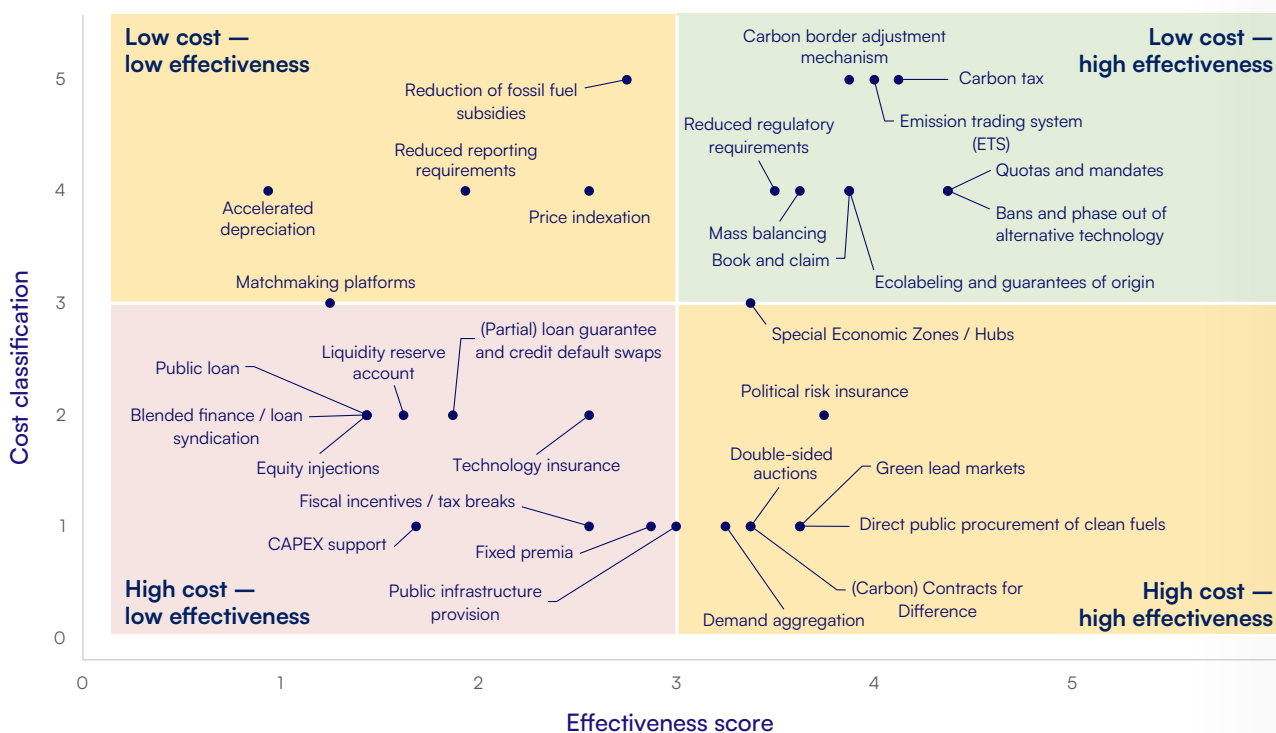 Low cost —
low effectiveness
Low cost —
high effectiveness
Carbon border adjustment
mechanism
Carbon tax
Reduction of fossil fuel
subsidies
Emission trading system
(ETS)
Reduced regulatory
requirements
Reduced reporting
requirements
Quotas and mandates
Accelerated
depreciation
Price indexation
Bans and phase out of
alternative technology
Mass balancing
Book and claim
Matchmaking platforms
Ecolabeling and guarantees of origin
Special Economic Zones / Hubs
(Partial) loan guarantee
and credit default swaps
Liquidity reserve
account
Public loan
Political risk insurance
Blended finance / loan
syndication
Equity injections
Technology insurance
Double-sided
auctions
Green lead markets
Fiscal incentives / tax breaks
Direct public procurement of clean fuels
CAPEX support
Fixed premia
Public infrastructure
provision
(Carbon) Contracts for
Difference
Demand aggregation
High cost —
low effectiveness
High cost —
high effectiveness
Cost classification
5
4
3
2
1
0
0 1 2 3 4 5
Effectiveness score